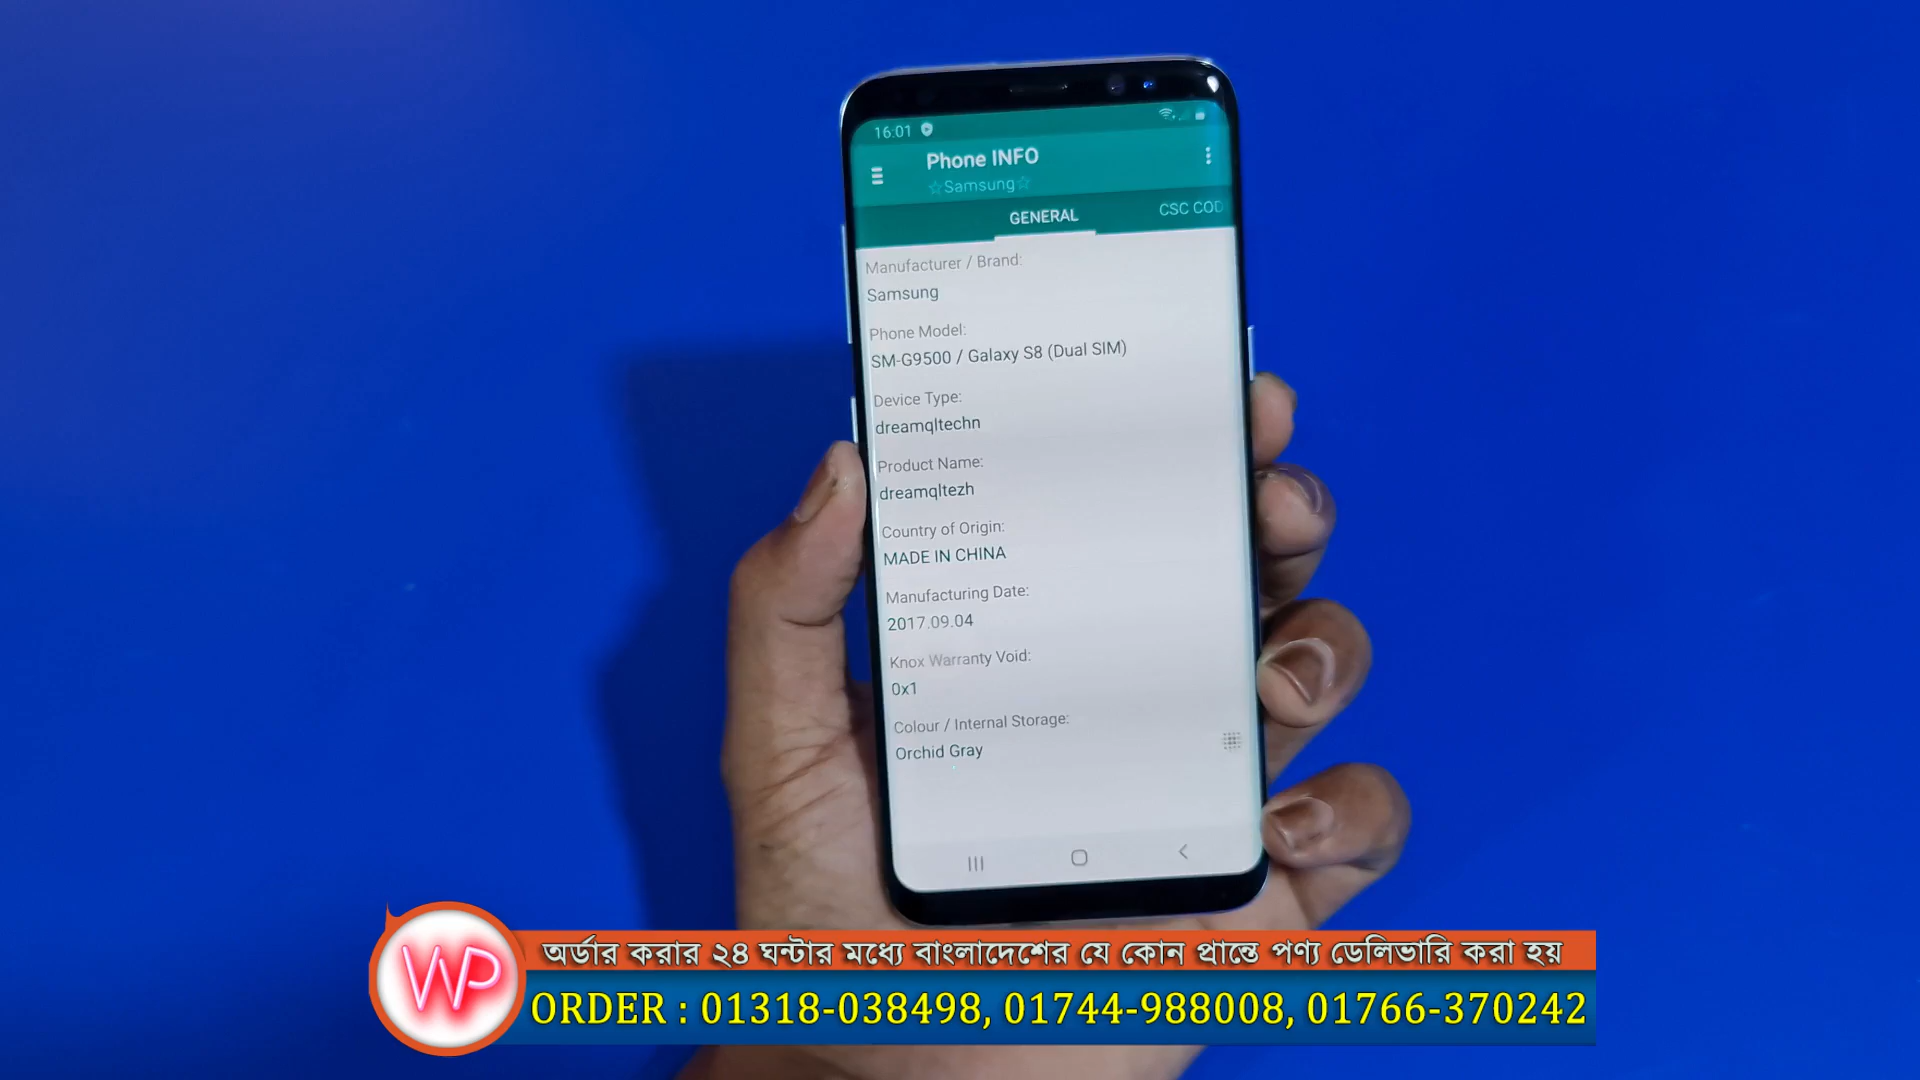 16:01
Phone INFO
☆Samsung☆
GENERAL
CSC COD
Manufacturer / Brand:
Samsung
Phone Model:
SM-G9500 / Galaxy S8 (Dual SIM)
Device Type:
dreamqltechn
Product Name:
dreamqltezh
Country of Origin:
MADE IN CHINA
Manufacturing Date:
2017.09.04
Knox Warranty Void:
0x1
Colour / Internal Storage:
Orchid Gray
WP
অর্ডার করার ২৪ ঘন্টার মধ্যে বাংলাদেশের যে কোন প্রান্তে পণ্য ডেলিভারি করা হয়
ORDER : 01318-038498, 01744-988008, 01766-370242